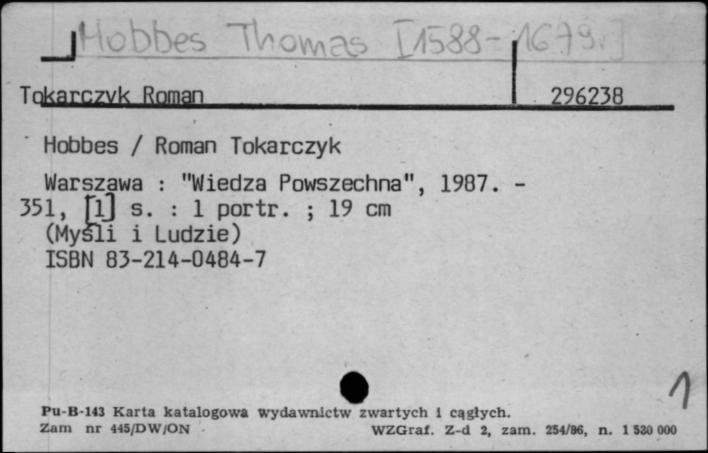 Hobbes Thomas [1588-1679.]
Tokarczyk Roman 296238
Hobbes / Roman Tokarczyk
Warszawa : "Wiedza Powszechna", 1987. -
351, [1] s. : 1 portr. ; 19 cm
(Myśli i Ludzie)
ISBN 83-214-0484-7
1
Pu-B-143 Karta katalogowa wydawnictw zwartych i ciągłych.
Zam nr 445/DW/ON WZGraf. Z-d 2, zam. 254/86, n. 1 530 000